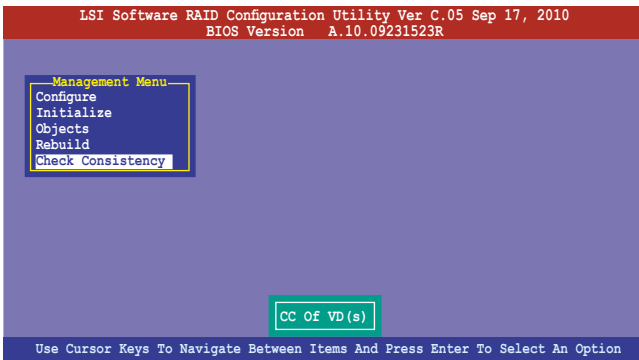 LSI Software RAID Configuration Utility Ver C.05 Sep 17, 2010
BIOS Version A.10.09231523R
Management Menu
Configure
Initialize
Objects
Rebuild
Check Consistency
CC Of VD(s)
Use Cursor Keys To Navigate Between Items And Press Enter To Select An Option